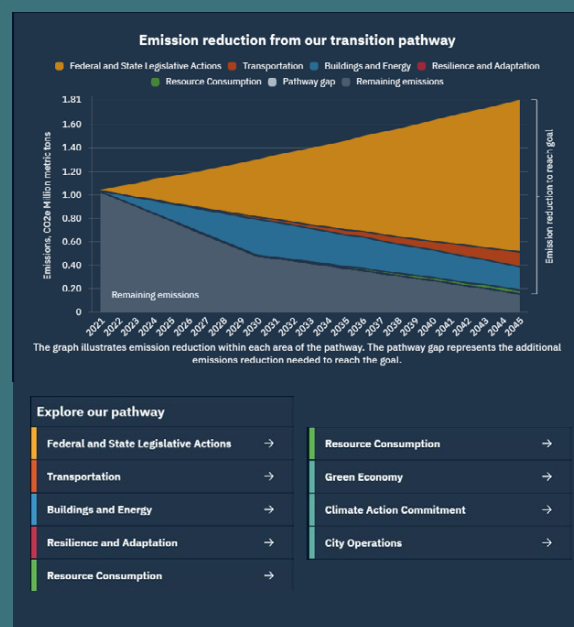 Emission reduction from our transition pathway
Federal and State Legislative Actions Transportation Buildings and Energy Resilience and Adaptation
Resource Consumption Pathway gap Remaining emissions
Emissions, CO2e Million metric tons
1.81
1.60
1.40
1.20
1.00
0.80
0.60
0.40
0.20
0
Remaining emissions
Emission reduction to reach goal
2021 2022 2023 2024 2025 2026 2027 2028 2029 2030 2031 2032 2033 2034 2035 2036 2037 2038 2039 2040 2041 2042 2043 2044 2045
The graph illustrates emission reduction within each area of the pathway. The pathway gap represents the additional
emissions reduction needed to reach the goal.
Explore our pathway
Federal and State Legislative Actions →
Transportation →
Buildings and Energy →
Resilience and Adaptation →
Resource Consumption →
Resource Consumption →
Green Economy →
Climate Action Commitment →
City Operations →